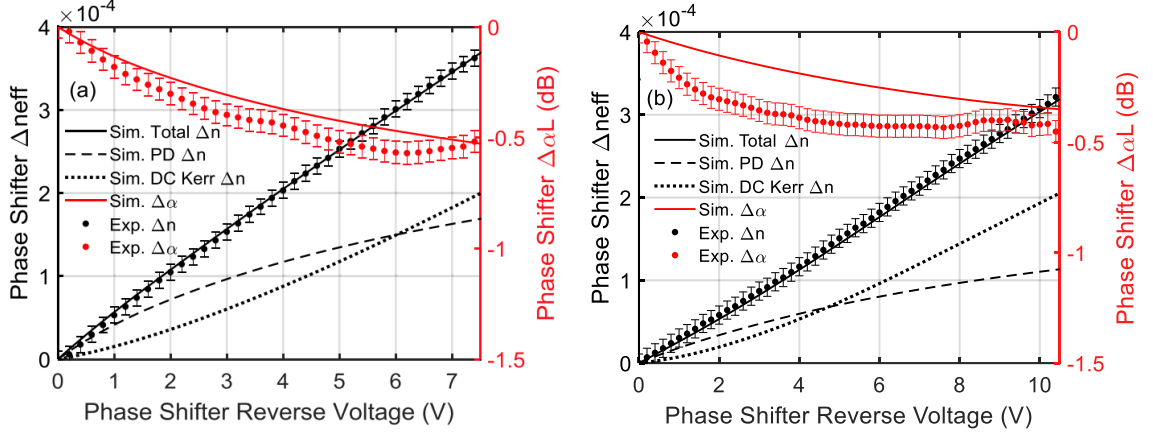 ×10⁻⁴
4
3
2
1
0
Phase Shifter Δneff
(a)
Sim. Total Δn
Sim. PD Δn
Sim. DC Kerr Δn
Sim. Δα
Exp. Δn
Exp. Δα
0
-0.5
-1
-1.5
Phase Shifter ΔαL (dB)
0 1 2 3 4 5 6 7
Phase Shifter Reverse Voltage (V)
×10⁻⁴
4
3
2
1
0
Phase Shifter Δneff
(b)
Sim. Total Δn
Sim. PD Δn
Sim. DC Kerr Δn
Sim. Δα
Exp. Δn
Exp. Δα
0
-0.5
-1
-1.5
Phase Shifter ΔαL (dB)
0 2 4 6 8 10
Phase Shifter Reverse Voltage (V)